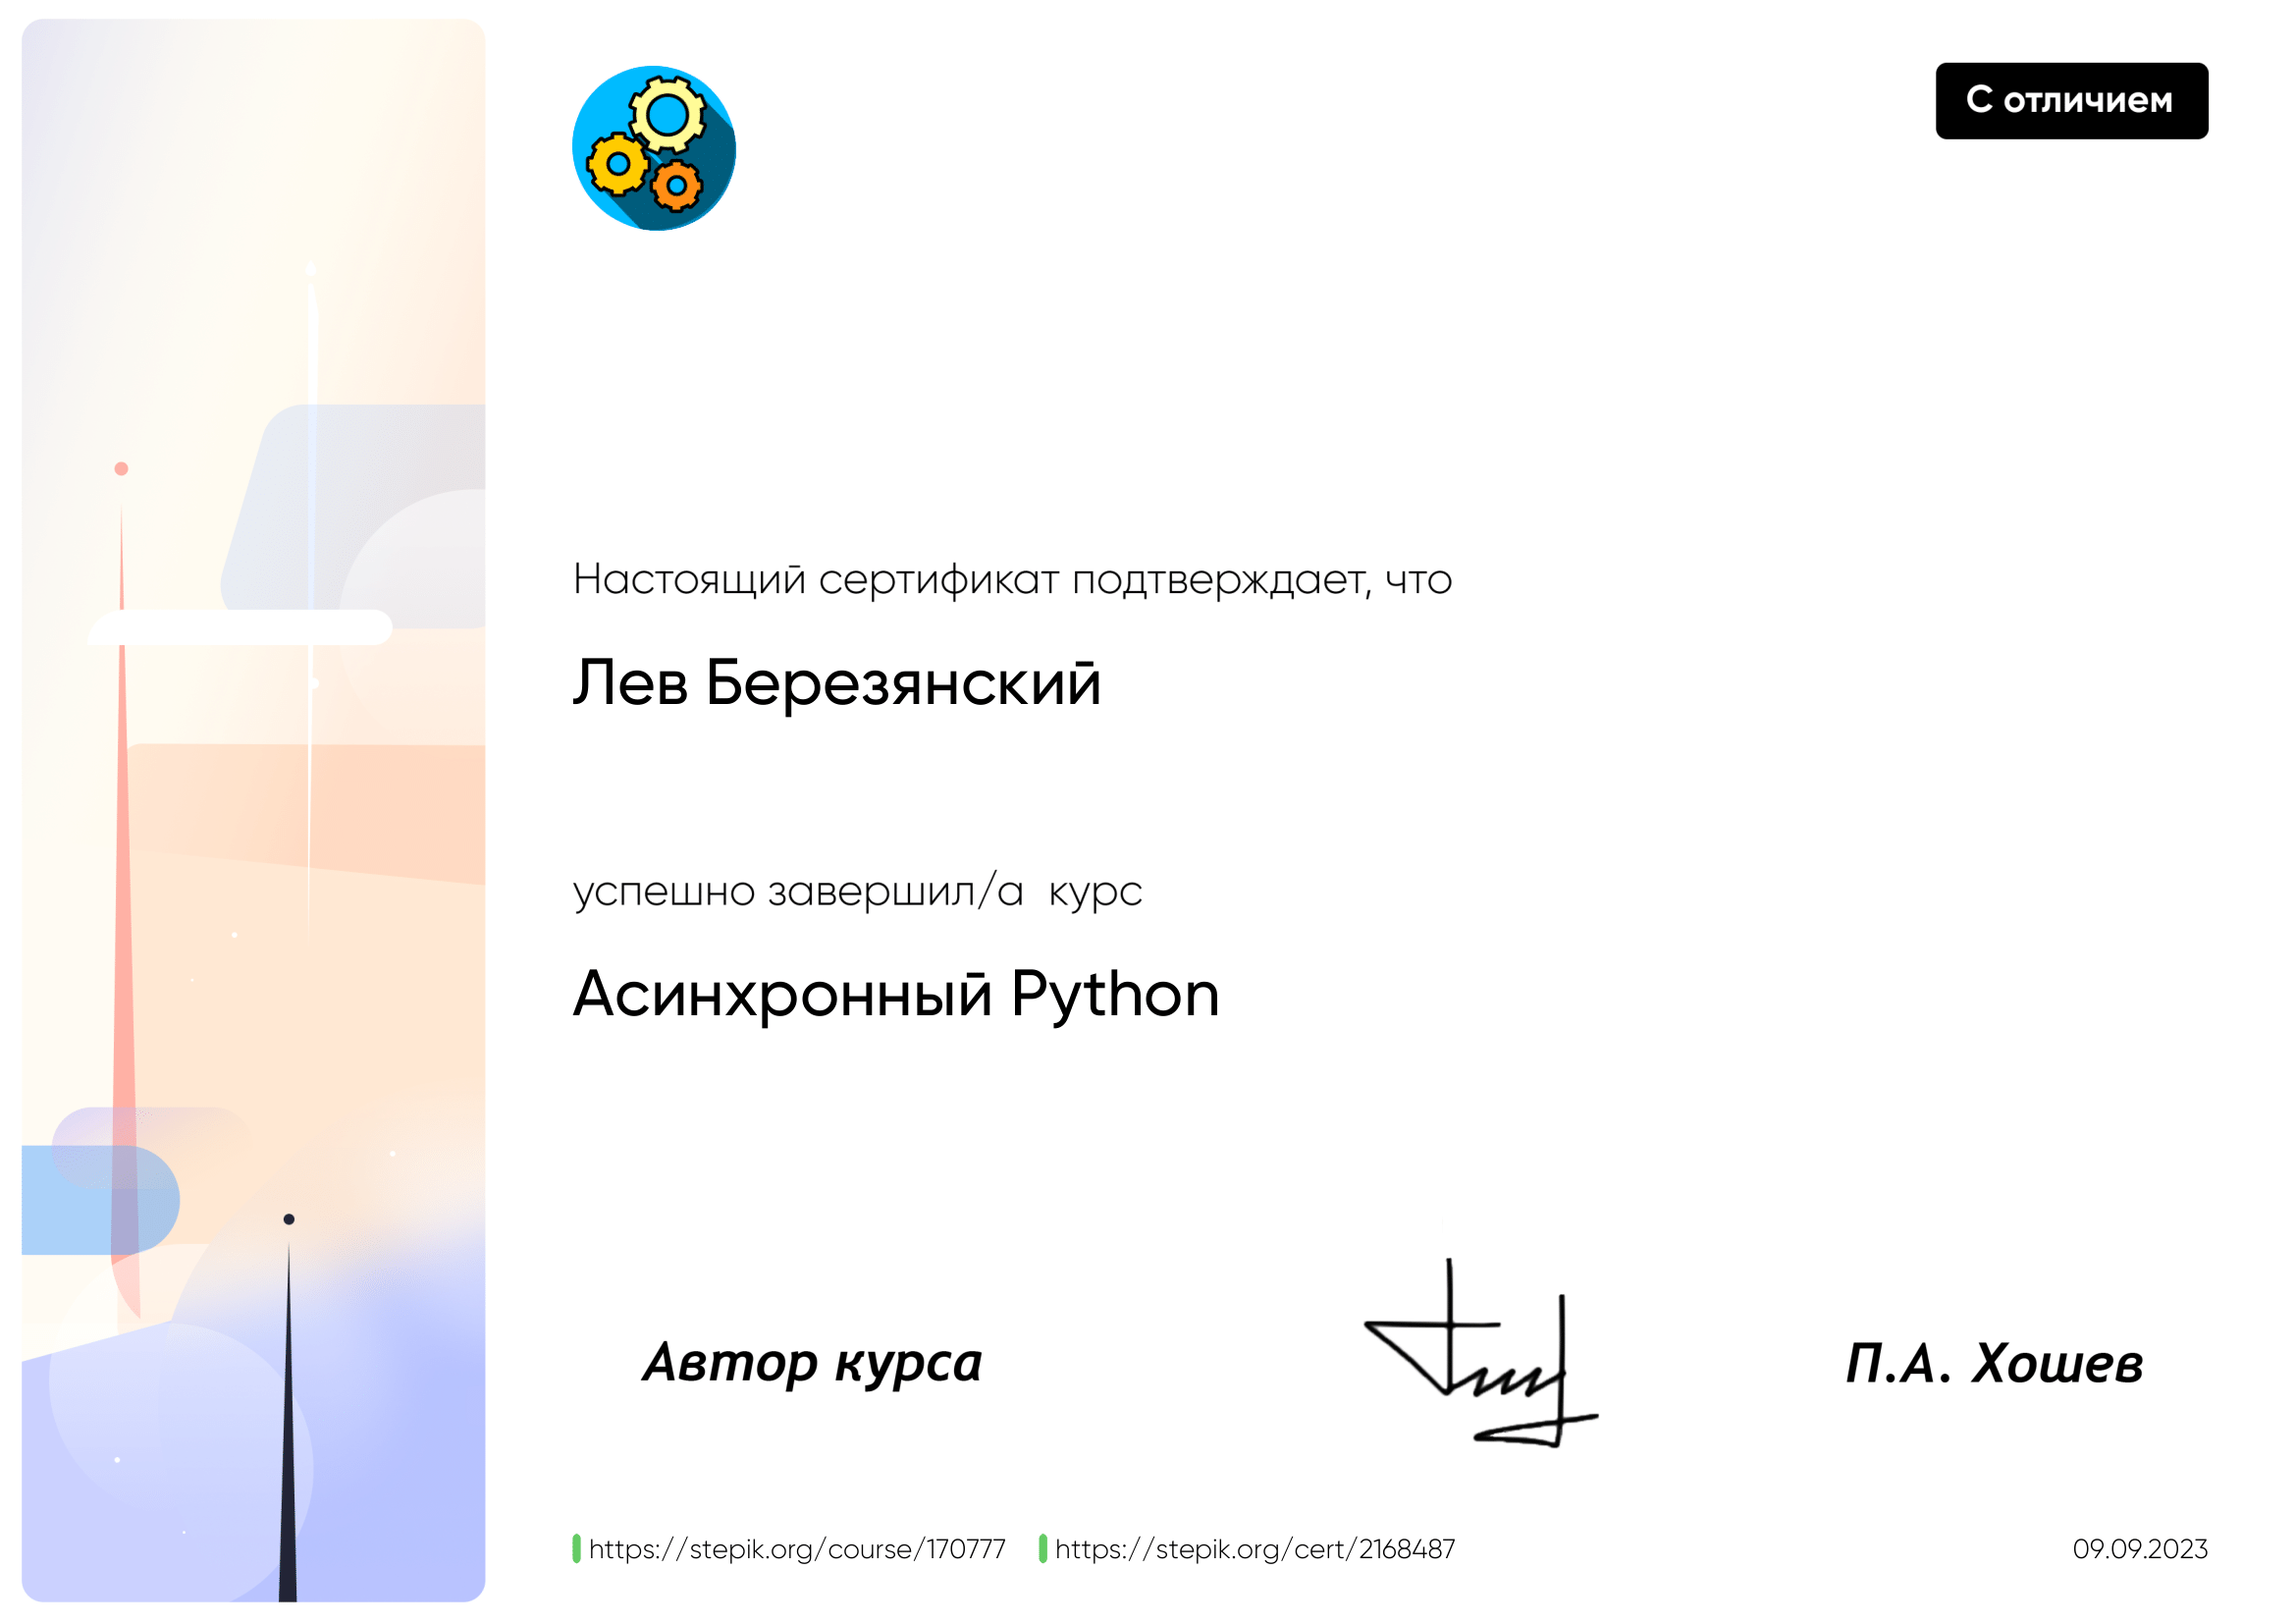 С отличием
Настоящий сертификат подтверждает, что
Лев Березянский
успешно завершил/а  курс
Асинхронный Python
Автор курса
П.А. Хошев
https://stepik.org/course/170777
https://stepik.org/cert/2168487
09.09.2023